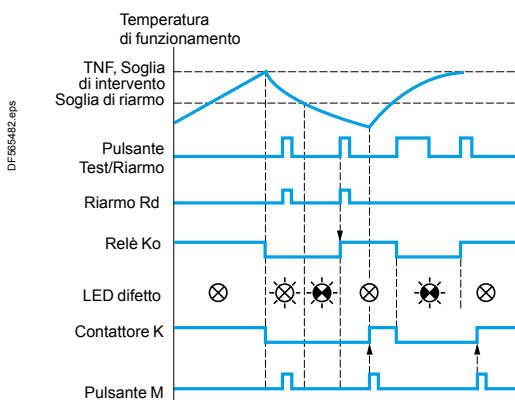 Temperatura
di funzionamento
TNF, Soglia
di intervento
Soglia di riarmo
DF565482.eps
Pulsante
Test/Riarmo
Riarmo Rd
Relè Ko
LED difetto
Contattore K
Pulsante M